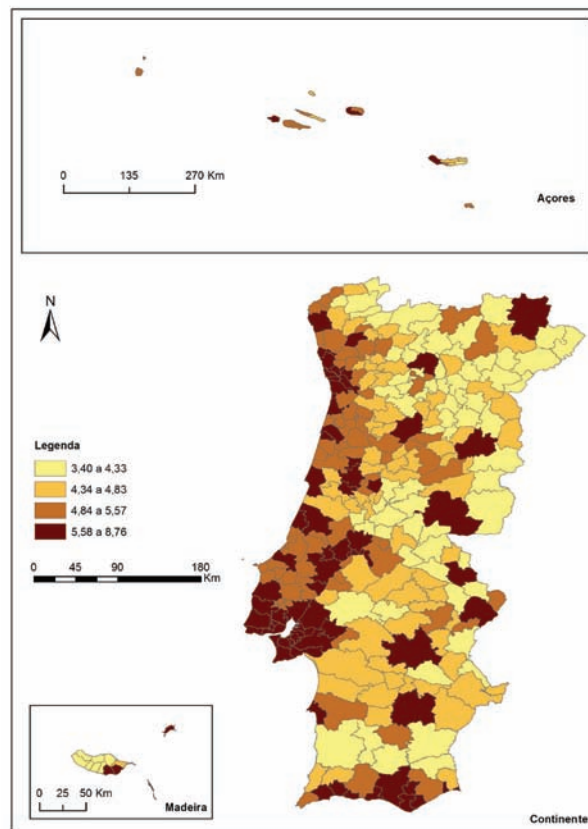 0 135 270 Km
Açores
N
Legenda
3,40 a 4,33
4,34 a 4,83
4,84 a 5,57
5,58 a 8,76
0 45 90 180
Km
0 25 50 Km
Madeira
Continente